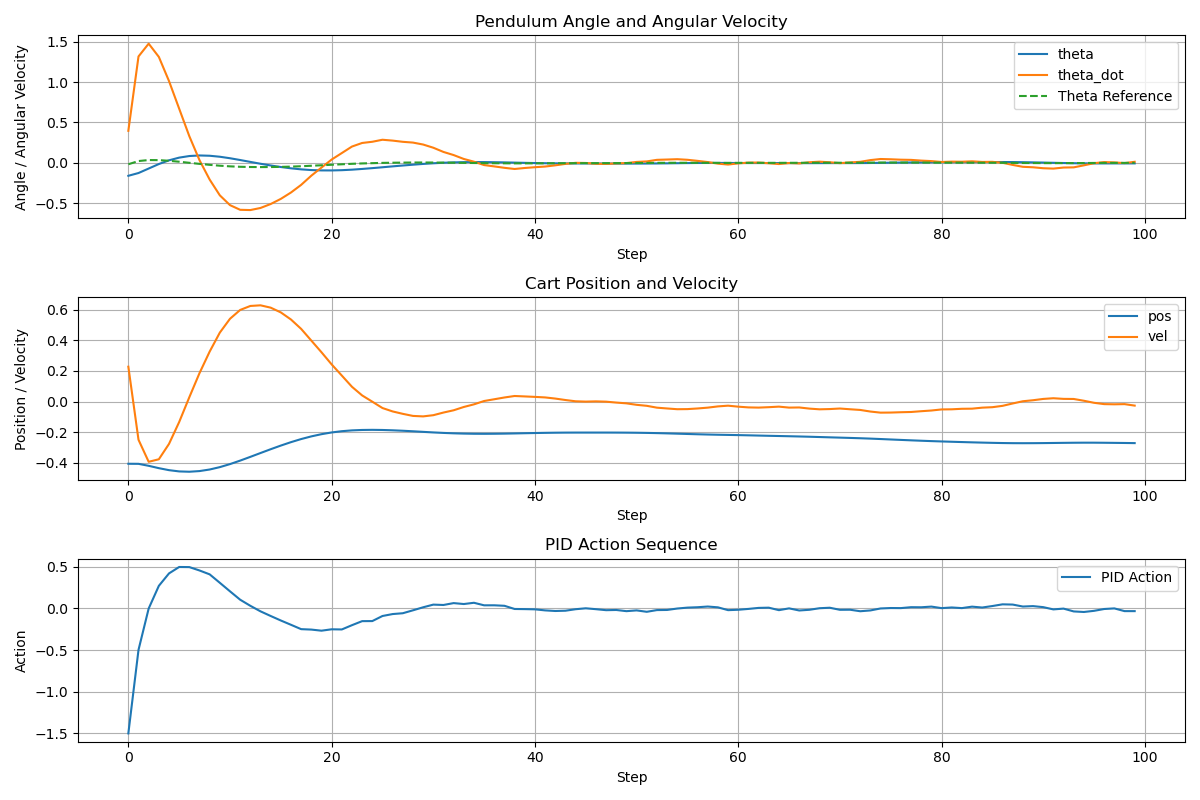 Pendulum Angle and Angular Velocity
Angle / Angular Velocity
1.5
1.0
0.5
0.0
−0.5
theta
theta_dot
Theta Reference
0 20 40 60 80 100
Step
Cart Position and Velocity
Position / Velocity
0.6
0.4
0.2
0.0
−0.2
−0.4
pos
vel
0 20 40 60 80 100
Step
PID Action Sequence
Action
0.5
0.0
−0.5
−1.0
−1.5
PID Action
0 20 40 60 80 100
Step